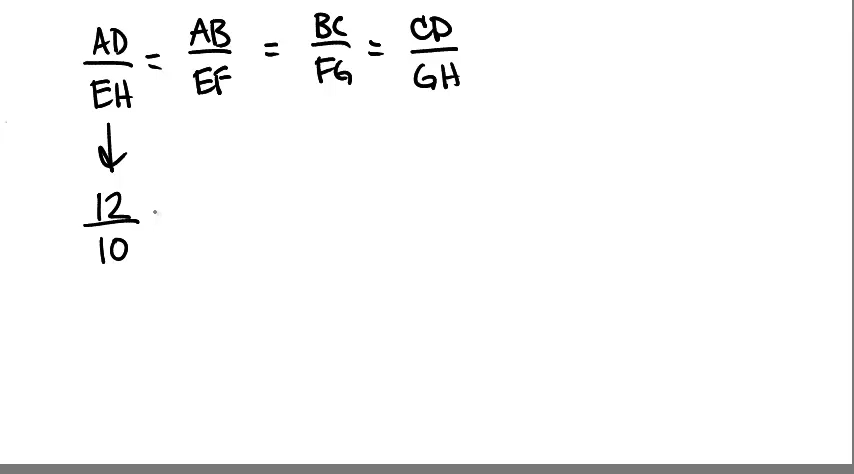 AD/EH = AB/EF = BC/FG = CD/GH
↓
12/10